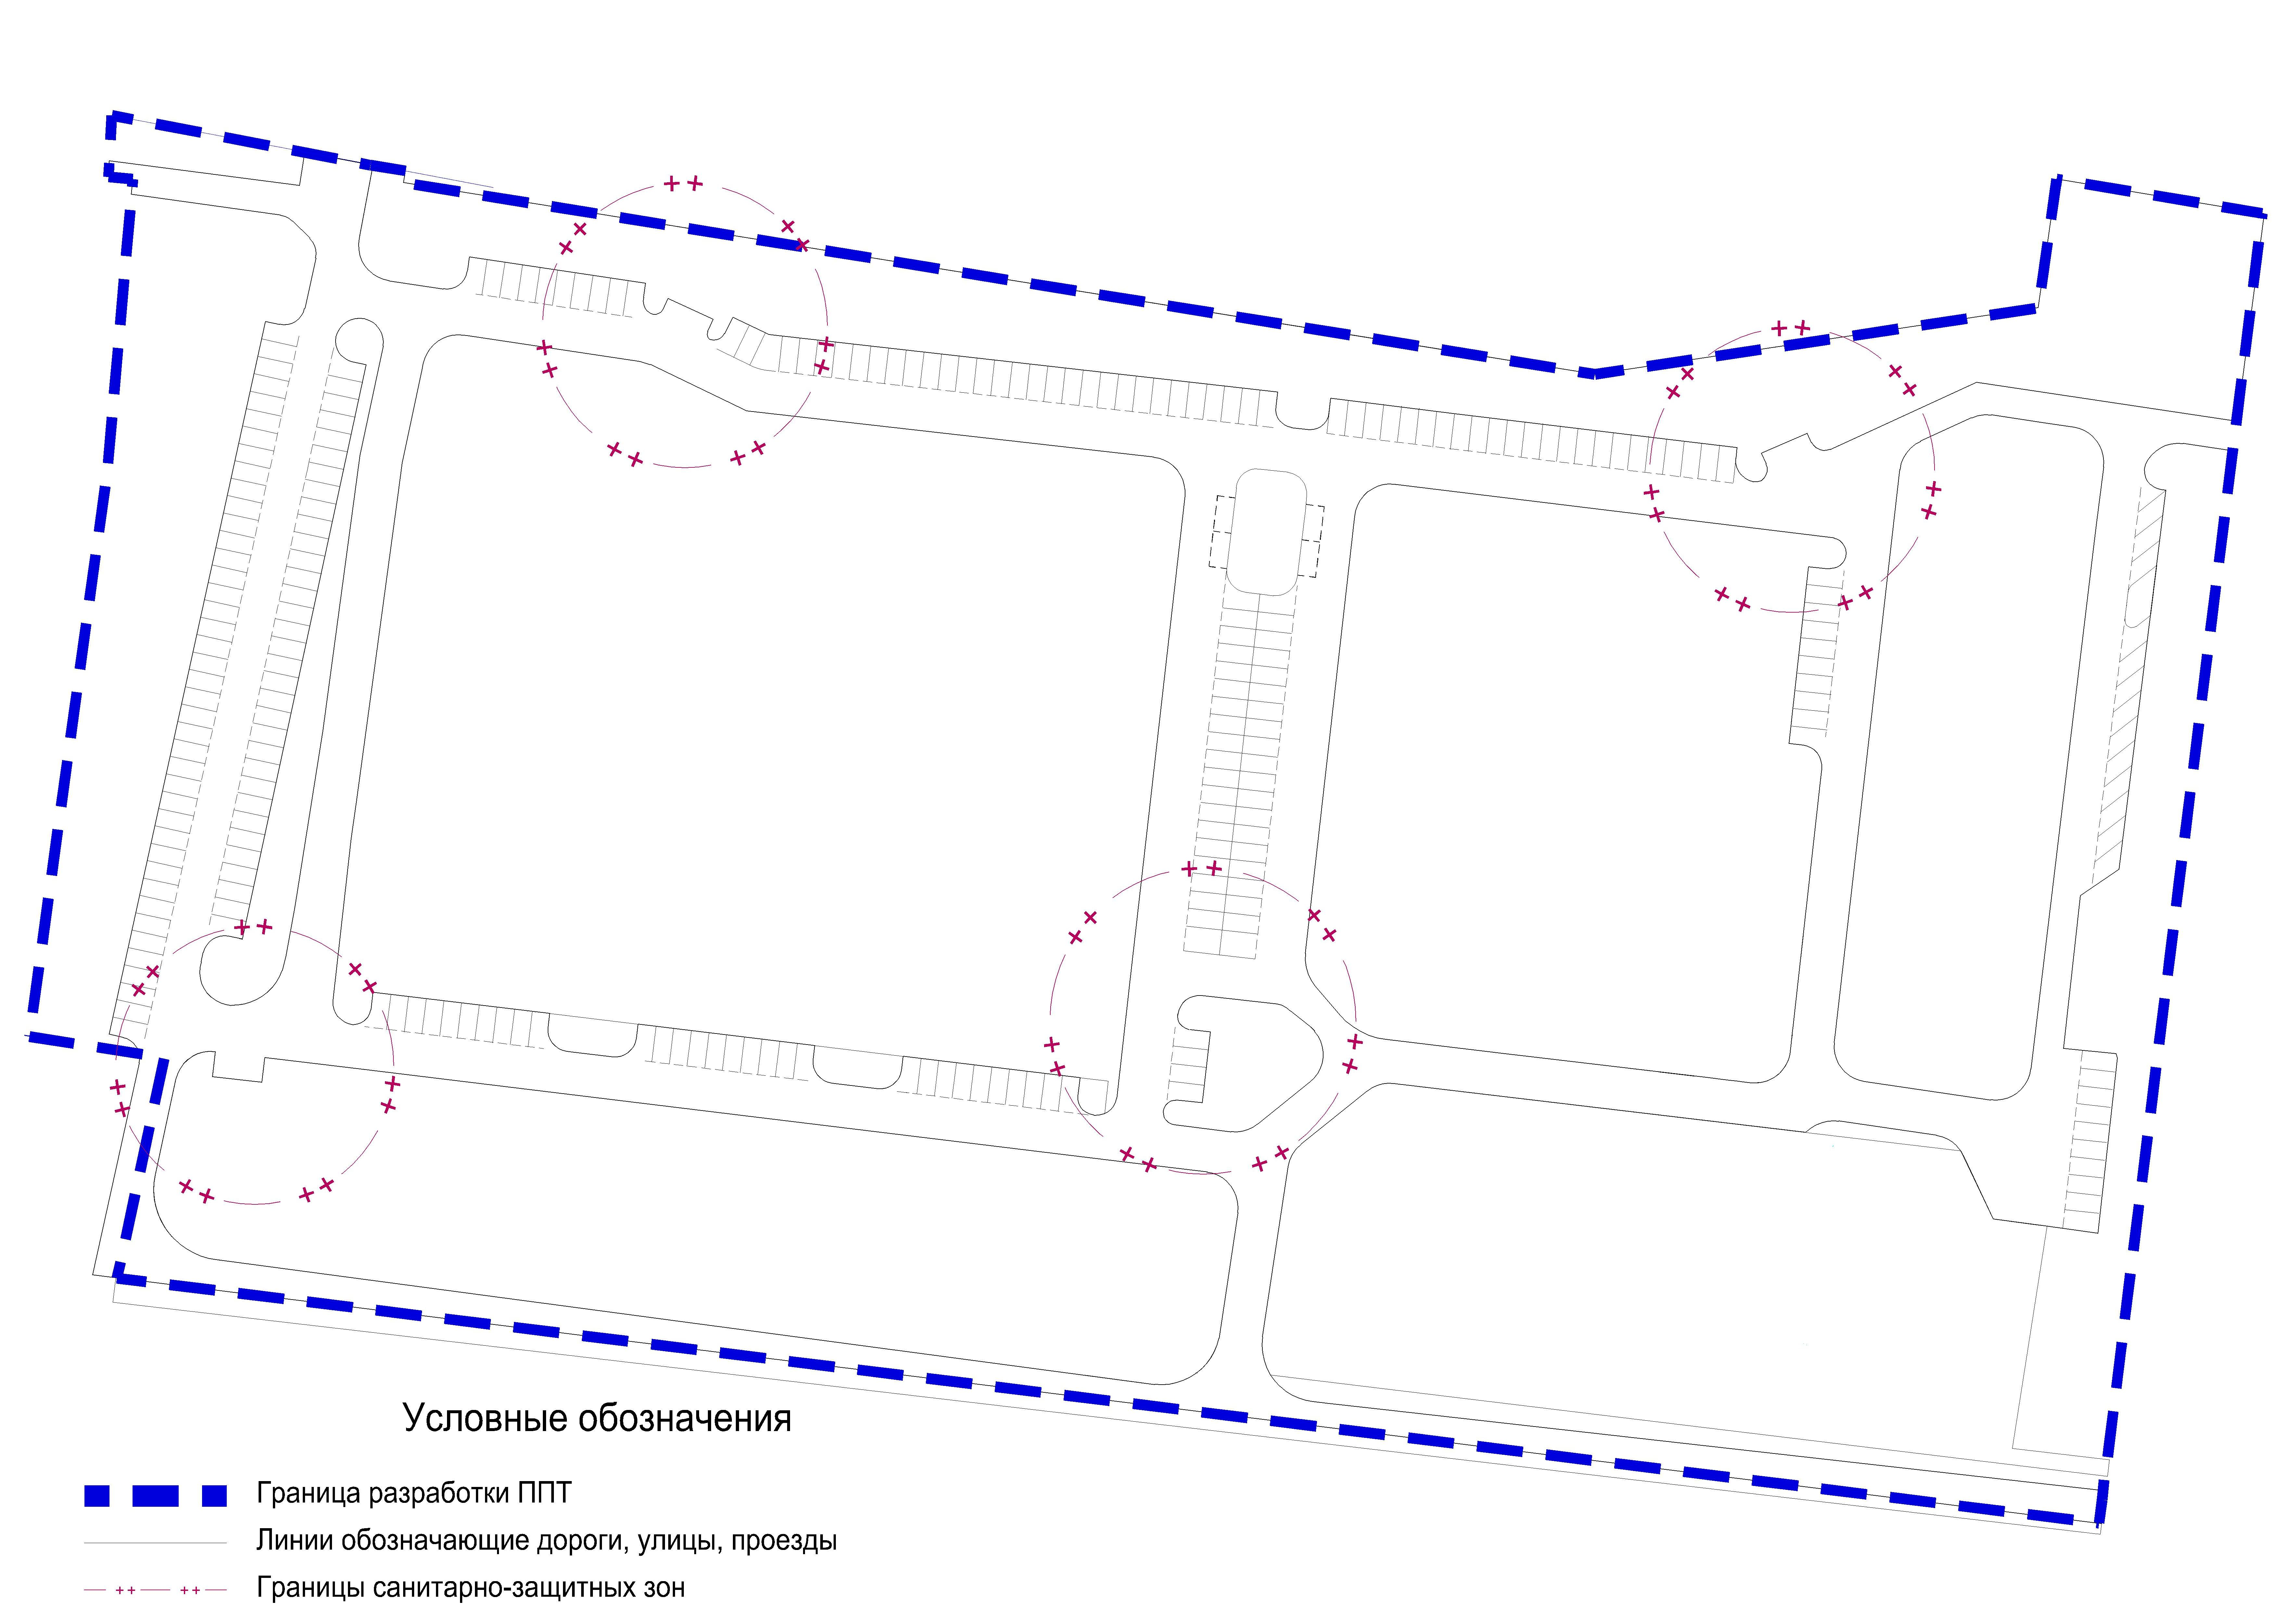 Условные обозначения
Граница разработки ППТ
Линии обозначающие дороги, улицы, проезды
Границы санитарно-защитных зон